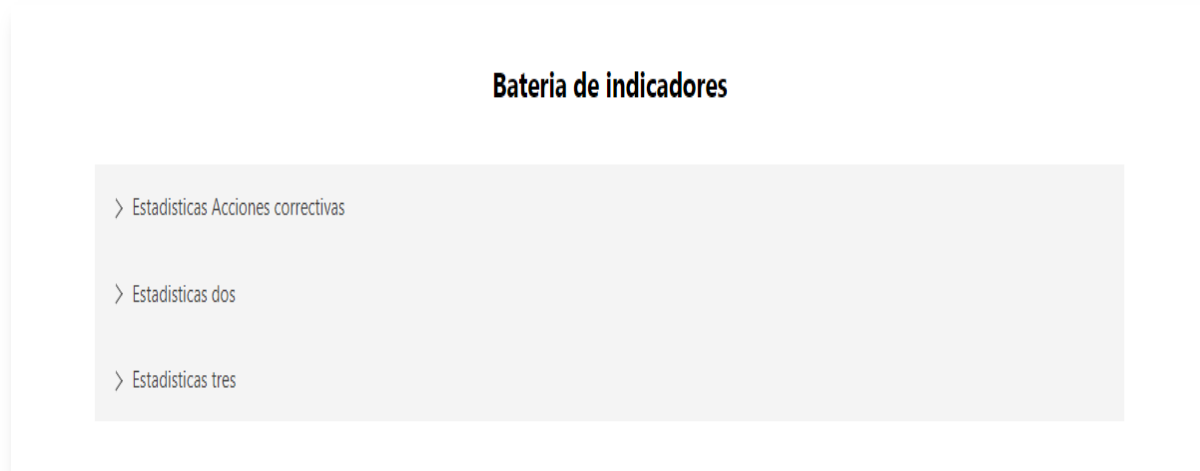 Bateria de indicadores
Estadisticas Acciones correctivas
Estadisticas dos
Estadisticas tres